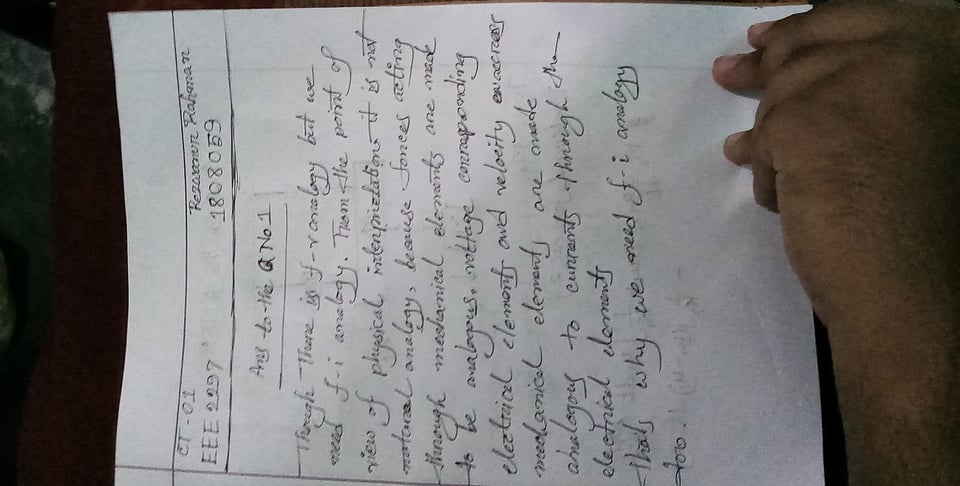 CT-01
EEE 2297
Rezwanur Rahman
1808059
Ans to the Q No 1
Though There is f-v analogy but we
need f-i analogy. From the point of
view of physical interpretation, it is not
natural analogy, because forces acting
through mechanical elements are made
to be analogous. voltage corresponding
electrical elements and velocity accross
mechanical elements are made
analogous to currents through the
electrical elements
thats why we need f-i analogy
too.